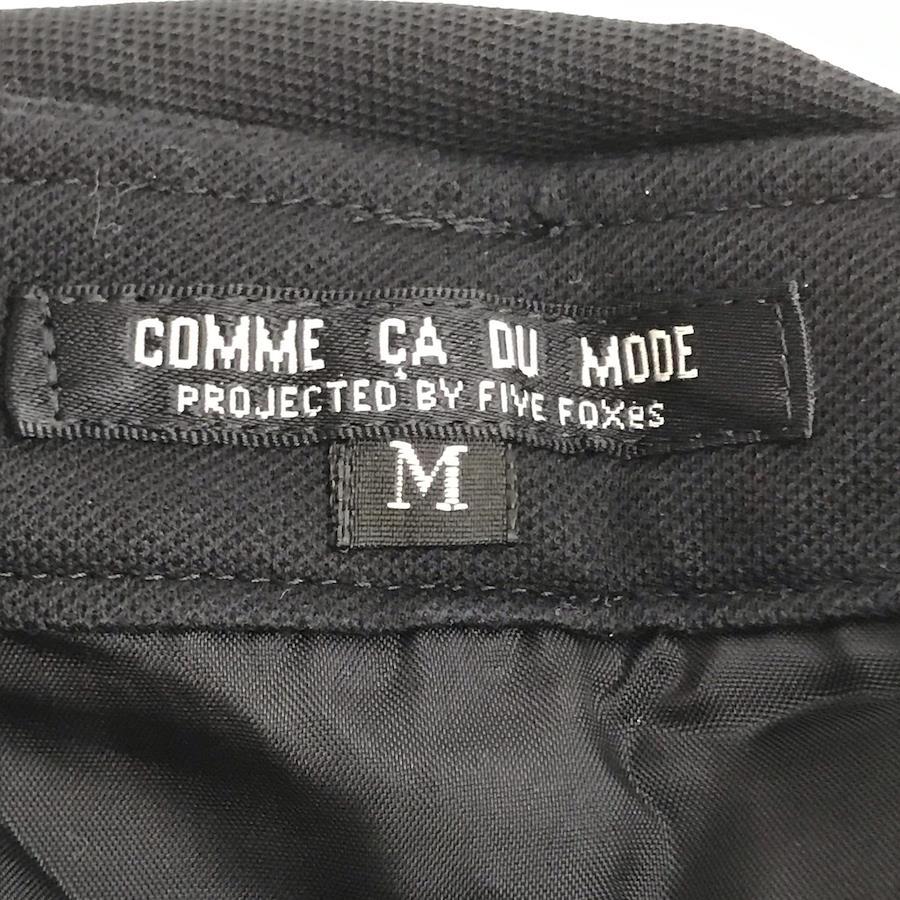 COMME ÇA DU MODE
PROJECTED BY FIVE FOXeS
M